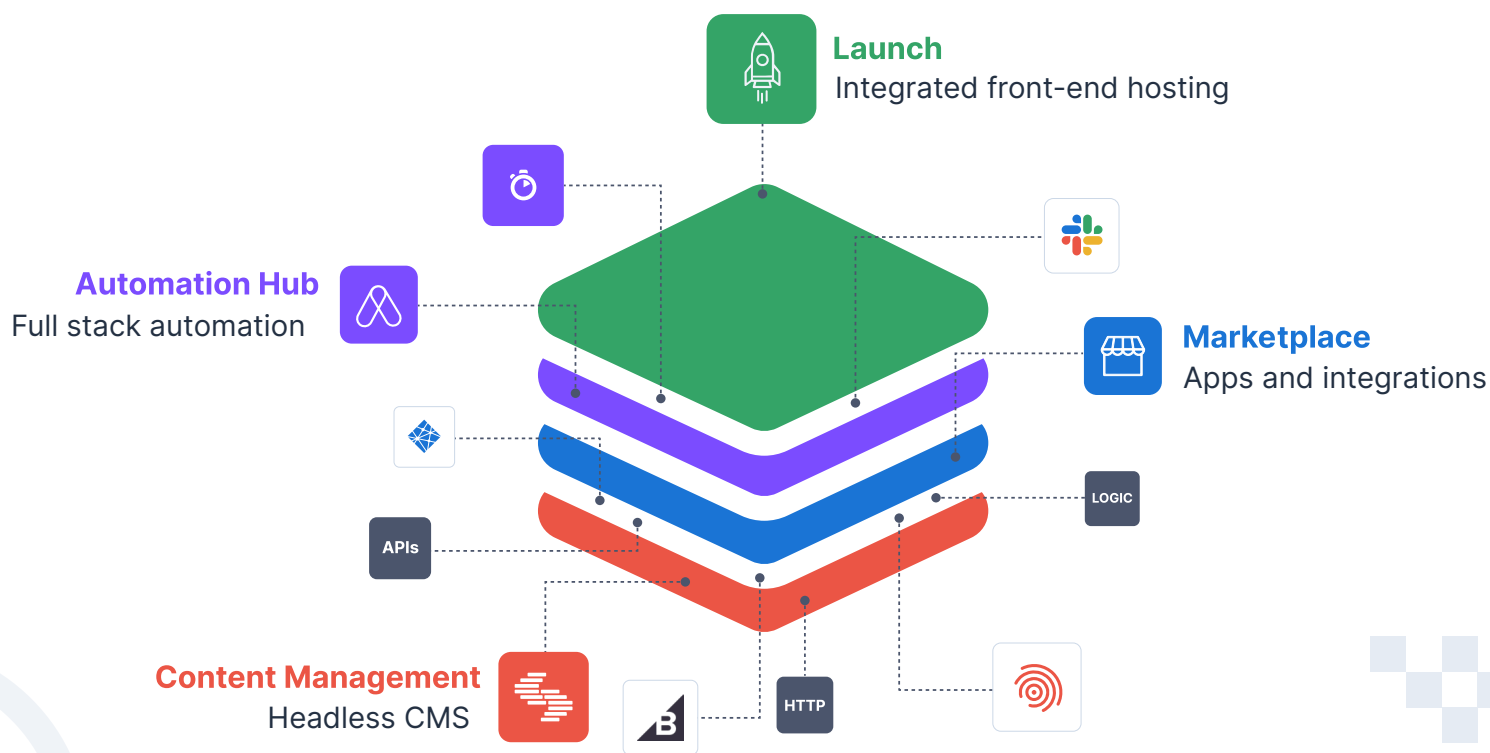 Launch
Integrated front-end hosting
Automation Hub
Full stack automation
Marketplace
Apps and integrations
LOGIC
APIs
Content Management
Headless CMS
B
HTTP